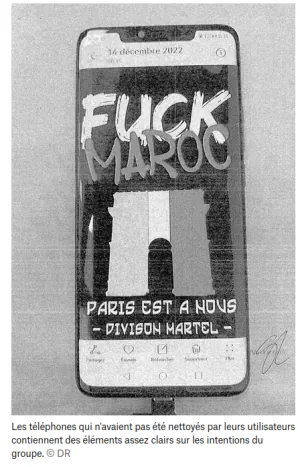 16 décembre 2022
FUCK
MAROC
PARIS EST A NOUS
- DIVISON MARTEL -
Partager
Favoris
Retoucher
Supprimer
Plus
Les téléphones qui n'avaient pas été nettoyés par leurs utilisateurs
contiennent des éléments assez clairs sur les intentions du
groupe. © DR